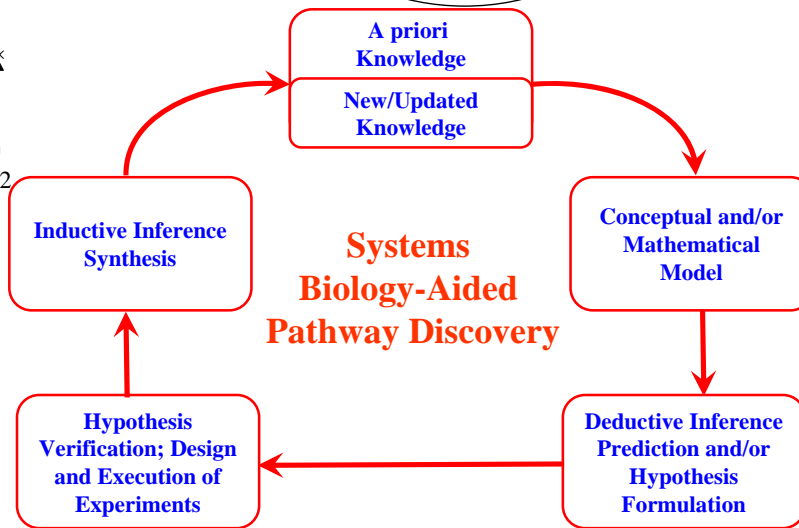 A priori
Knowledge
New/Updated
Knowledge
2
Inductive Inference
Synthesis
Systems
Biology-Aided
Pathway Discovery
Conceptual and/or
Mathematical
Model
Hypothesis
Verification; Design
and Execution of
Experiments
Deductive Inference
Prediction and/or
Hypothesis
Formulation